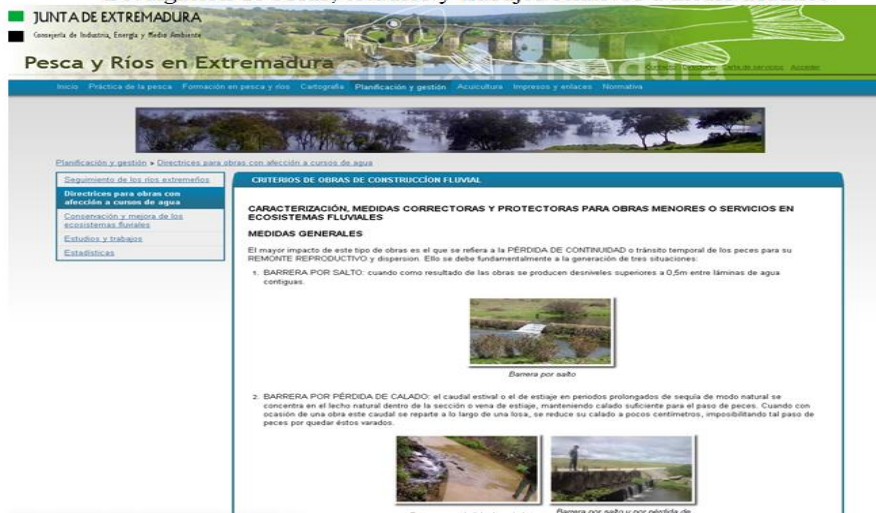 JUNTA DE EXTREMADURA
Consejería de Industria, Energía y Medio Ambiente
Pesca y Ríos en Extremadura
Carta de servicios Acceder
Inicio Práctica de la pesca Formación en pesca y ríos Cartografía Planificación y gestión Acuicultura Impresos y enlaces Normativa
Planificación y gestión » Directrices para obras con afección a cursos de agua
Seguimiento de los ríos extremeños
Directrices para obras con
afección a cursos de agua
Conservación y mejora de los
ecosistemas fluviales
Estudios y trabajos
Estadísticas
CRITERIOS DE OBRAS DE CONSTRUCCÍON FLUVIAL
CARACTERIZACIÓN, MEDIDAS CORRECTORAS Y PROTECTORAS PARA OBRAS MENORES O SERVICIOS EN
ECOSISTEMAS FLUVIALES
MEDIDAS GENERALES
El mayor impacto de este tipo de obras es el que se refiera a la PÉRDIDA DE CONTINUIDAD o tránsito temporal de los peces para su
REMONTE REPRODUCTIVO y dispersion. Ello se debe fundamentalmente a la generación de tres situaciones:
1. BARRERA POR SALTO: cuando como resultado de las obras se producen desniveles superiores a 0,5m entre láminas de agua
contiguas.
Barrera por salto
2. BARRERA POR PÉRDIDA DE CALADO: el caudal estival o el de estiaje en periodos prolongados de sequía de modo natural se
concentra en el lecho natural dentro de la sección o vena de estiaje, manteniendo calado suficiente para el paso de peces. Cuando con
ocasión de una obra este caudal se reparte a lo largo de una losa, se reduce su calado a pocos centímetros, imposibilitando tal paso de
peces por quedar éstos varados.
Barrera por salto y por pérdida de